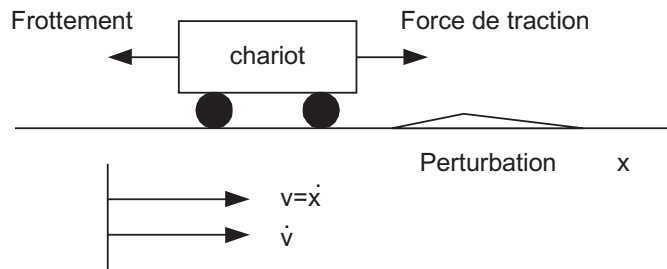 Frottement
Force de traction
chariot
Perturbation x
v=ẋ
v̇